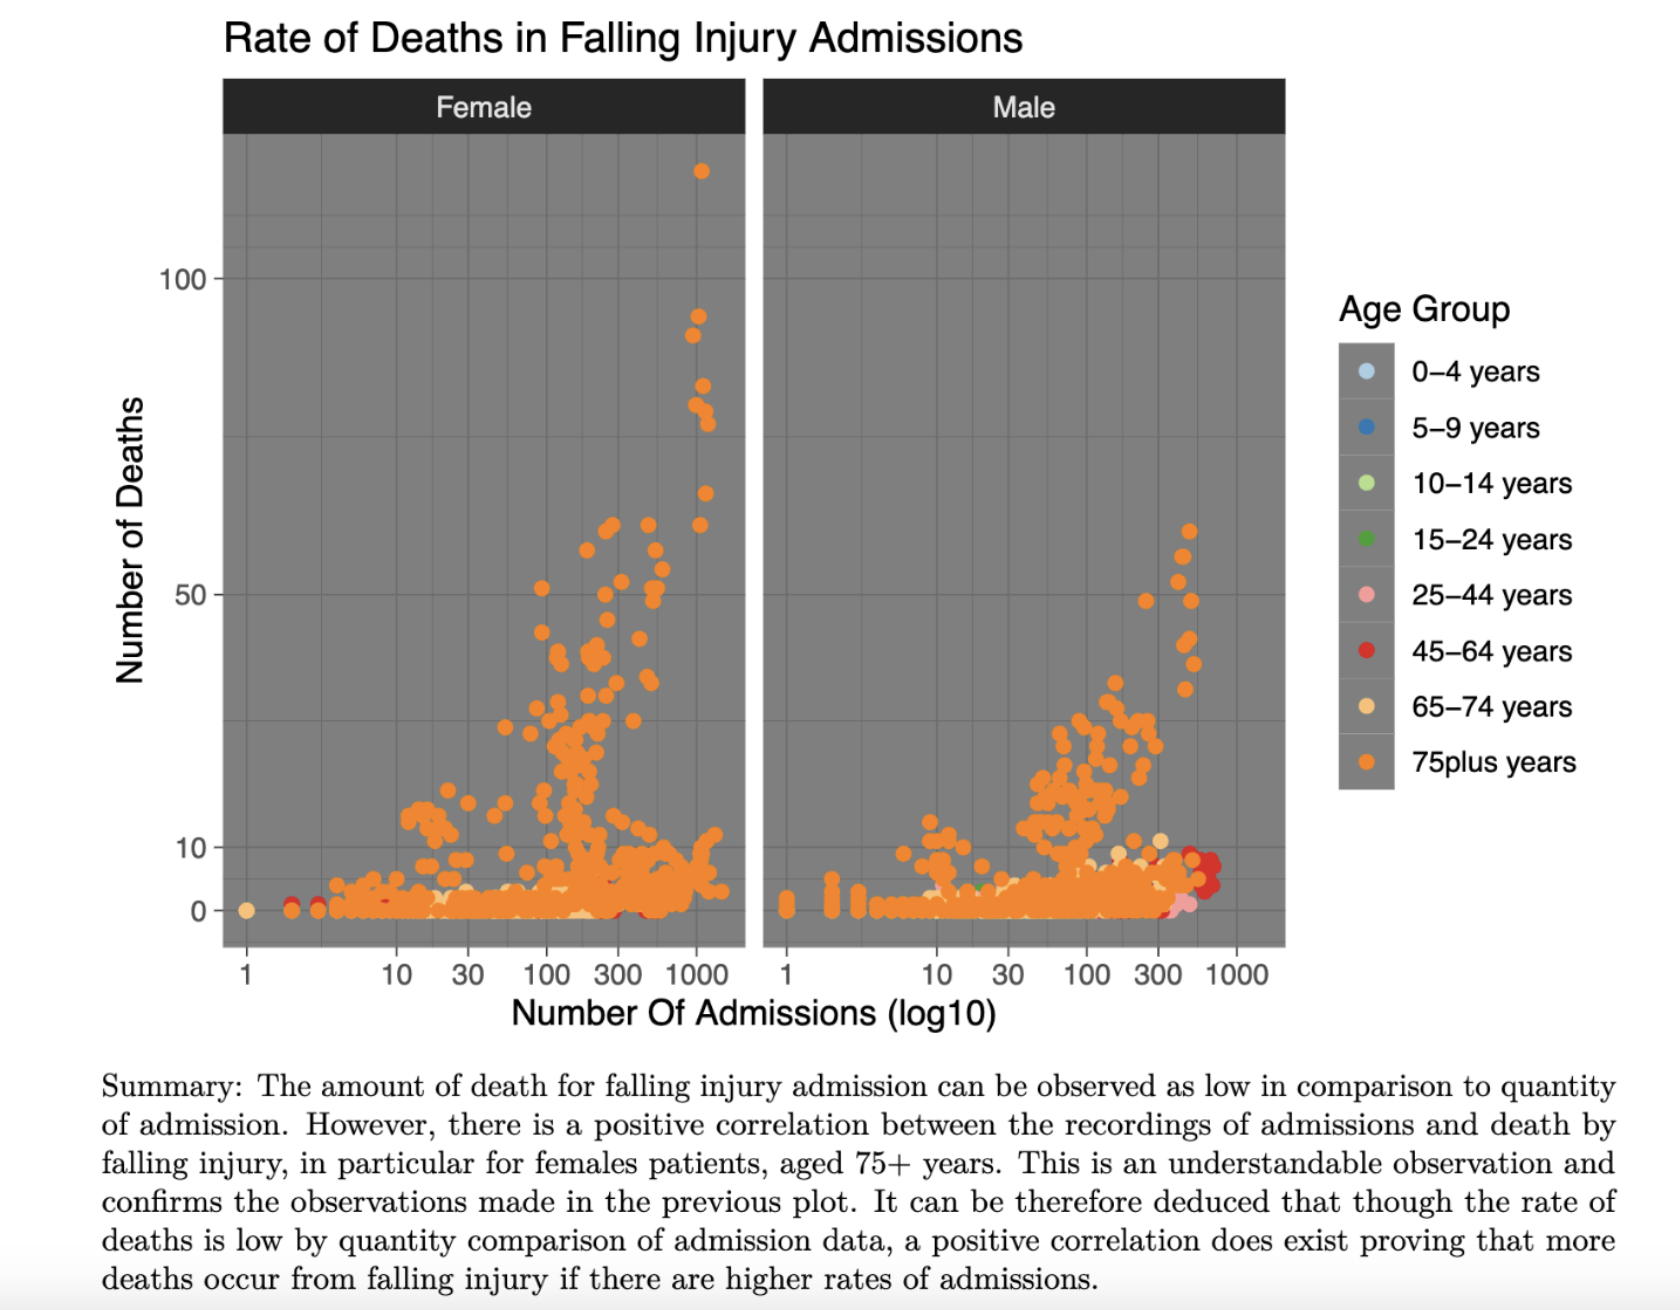 Rate of Deaths in Falling Injury Admissions
Female
Male
100
50
10
0
Number of Deaths
1
10
30
100
300
1000
1
10
30
100
300
1000
Number Of Admissions (log10)
Age Group
0–4 years
5–9 years
10–14 years
15–24 years
25–44 years
45–64 years
65–74 years
75plus years
Summary: The amount of death for falling injury admission can be observed as low in comparison to quantity
of admission. However, there is a positive correlation between the recordings of admissions and death by
falling injury, in particular for females patients, aged 75+ years. This is an understandable observation and
confirms the observations made in the previous plot. It can be therefore deduced that though the rate of
deaths is low by quantity comparison of admission data, a positive correlation does exist proving that more
deaths occur from falling injury if there are higher rates of admissions.